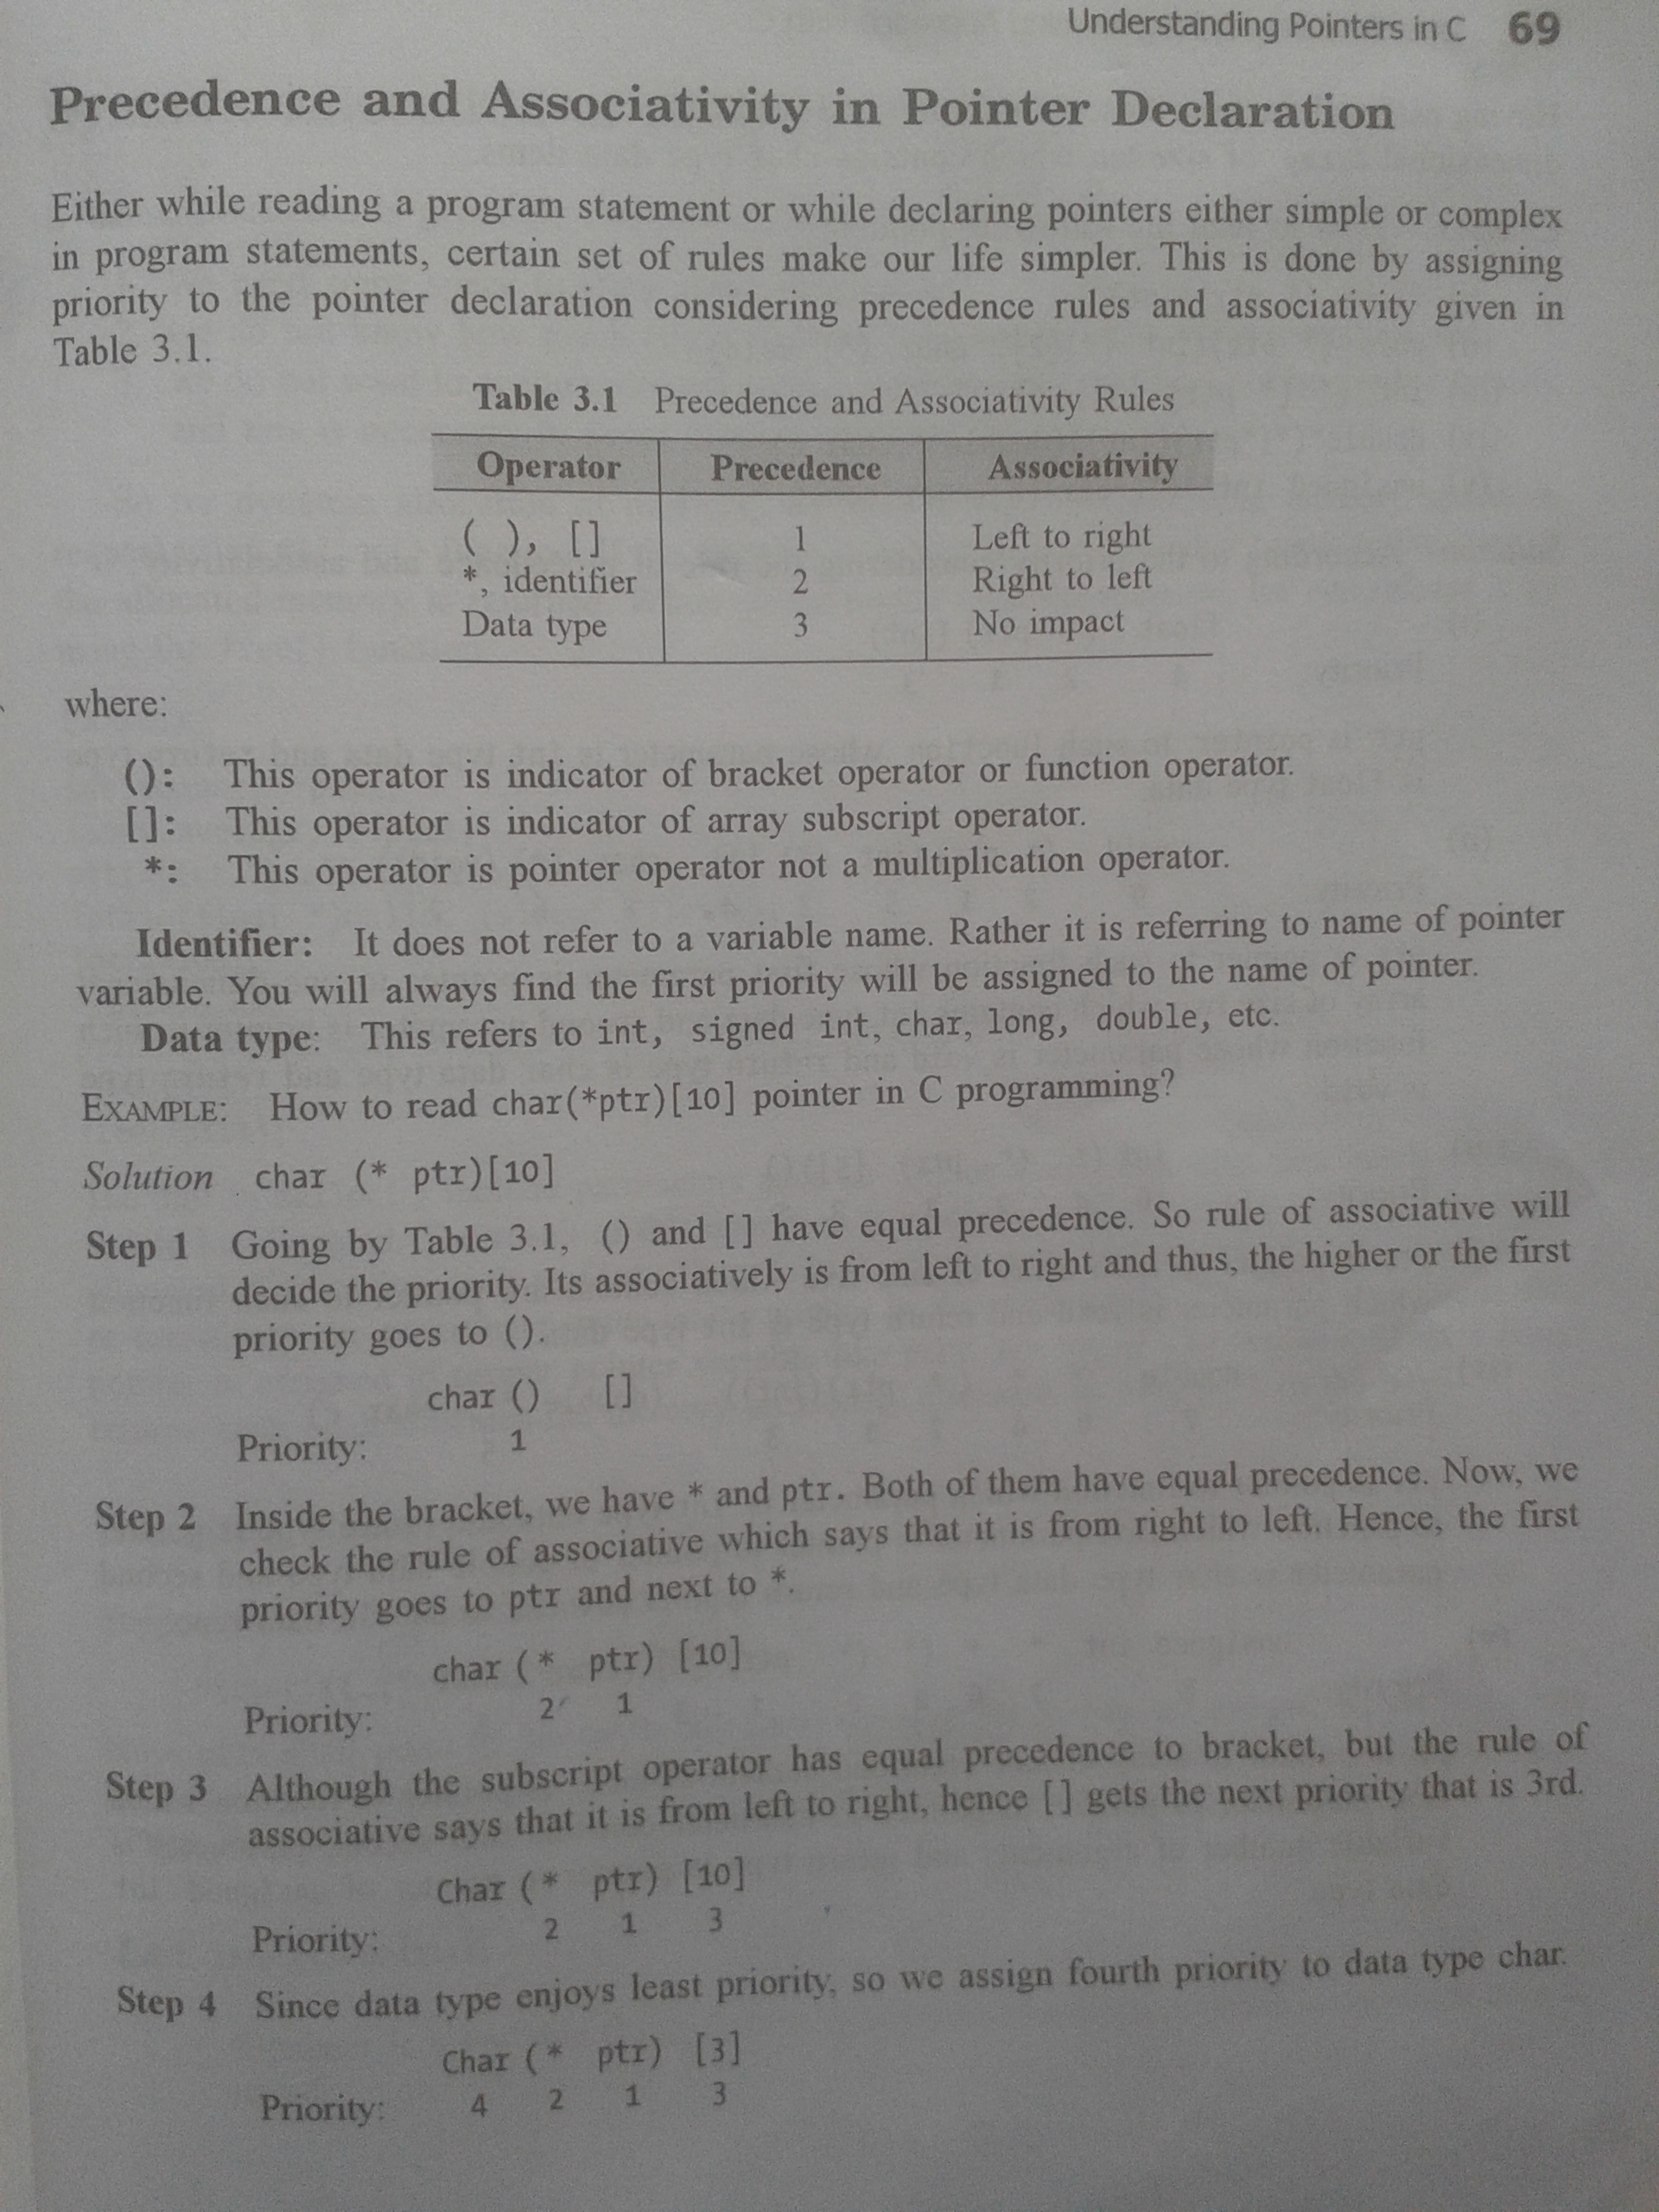 Understanding Pointers in C 69
Precedence and Associativity in Pointer Declaration
Either while reading a program statement or while declaring pointers either simple or complex
in program statements, certain set of rules make our life simpler. This is done by assigning
priority to the pointer declaration considering precedence rules and associativity given in
Table 3.1.
Table 3.1 Precedence and Associativity Rules
Operator Precedence Associativity
( ), [] 1 Left to right
*, identifier 2 Right to left
Data type 3 No impact
where:
(): This operator is indicator of bracket operator or function operator.
[]: This operator is indicator of array subscript operator.
*: This operator is pointer operator not a multiplication operator.
Identifier: It does not refer to a variable name. Rather it is referring to name of pointer
variable. You will always find the first priority will be assigned to the name of pointer.
Data type: This refers to int, signed int, char, long, double, etc.
EXAMPLE: How to read char(*ptr)[10] pointer in C programming?
Solution char (* ptr)[10]
Step 1 Going by Table 3.1, () and [] have equal precedence. So rule of associative will
decide the priority. Its associatively is from left to right and thus, the higher or the first
priority goes to ().
char () []
Priority: 1
Step 2 Inside the bracket, we have * and ptr. Both of them have equal precedence. Now, we
check the rule of associative which says that it is from right to left. Hence, the first
priority goes to ptr and next to *.
char (* ptr) [10]
Priority: 2 1
Step 3 Although the subscript operator has equal precedence to bracket, but the rule of
associative says that it is from left to right, hence [] gets the next priority that is 3rd.
Char (* ptr) [10]
Priority: 2 1 3
Step 4 Since data type enjoys least priority, so we assign fourth priority to data type char.
Char (* ptr) [3]
Priority: 4 2 1 3